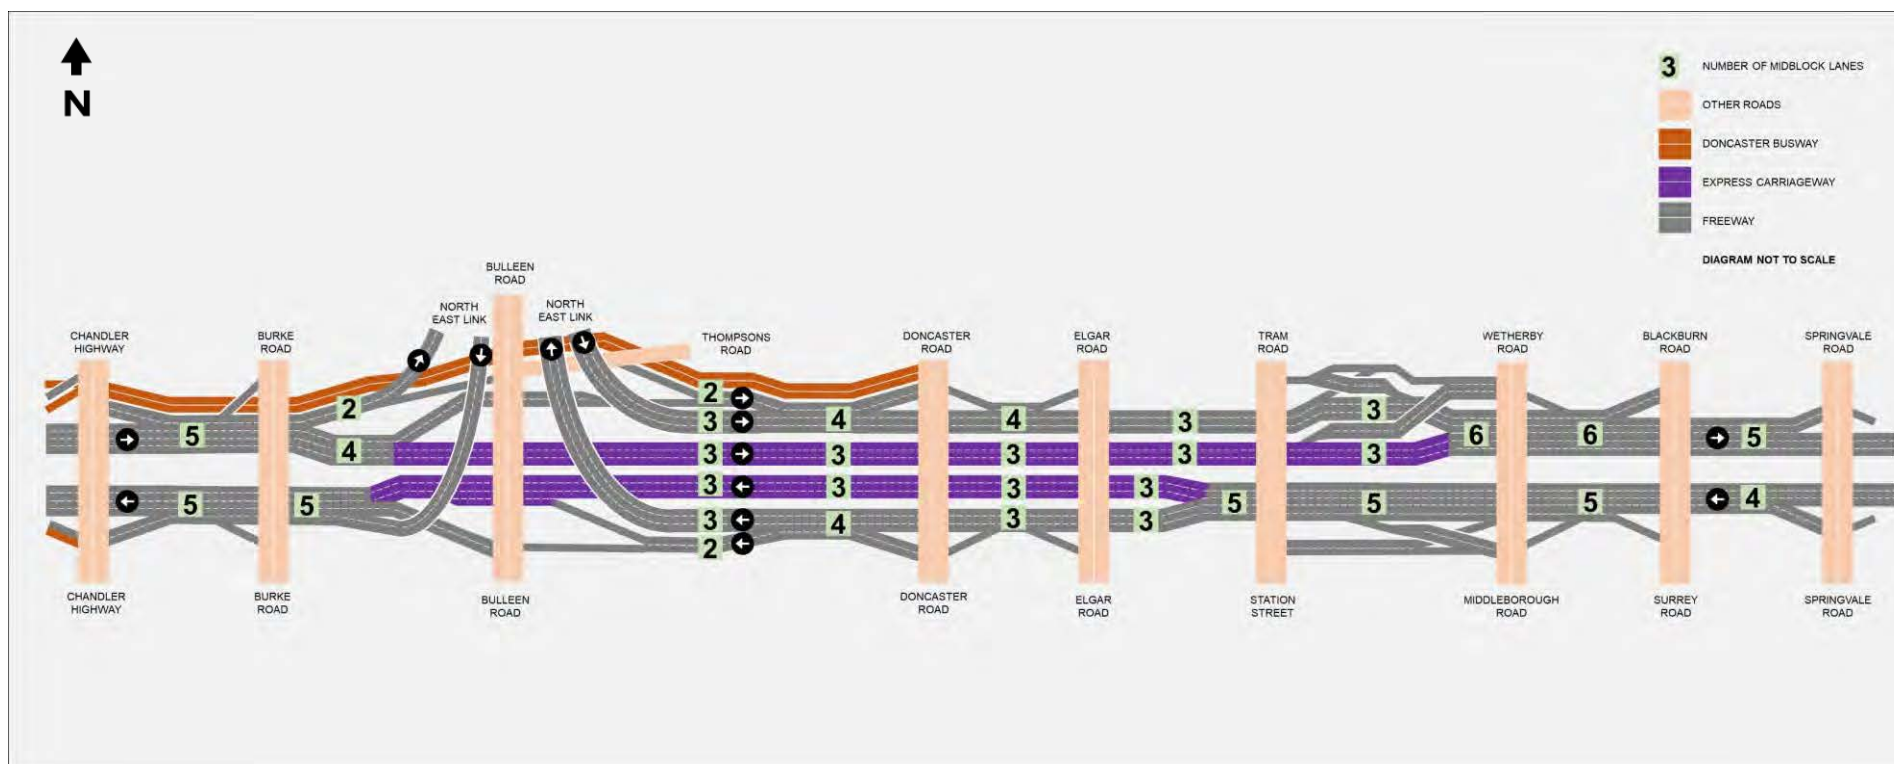 N
3 NUMBER OF MIDBLOCK LANES
OTHER ROADS
DONCASTER BUSWAY
EXPRESS CARRIAGEWAY
FREEWAY
DIAGRAM NOT TO SCALE
BULLEEN
ROAD
NORTH
EAST LINK
NORTH
EAST LINK
CHANDLER
HIGHWAY
BURKE
ROAD
THOMPSONS
ROAD
DONCASTER
ROAD
ELGAR
ROAD
TRAM
ROAD
WETHERBY
ROAD
BLACKBURN
ROAD
SPRINGVALE
ROAD
2 2 3
5 3 4 4 3 6 6 5
4 3 3 3 3 3
3 3 3 3
5 5 5 5 5 4
3 4 3 3
2
CHANDLER
HIGHWAY
BURKE
ROAD
BULLEEN
ROAD
DONCASTER
ROAD
ELGAR
ROAD
STATION
STREET
MIDDLEBOROUGH
ROAD
SURREY
ROAD
SPRINGVALE
ROAD